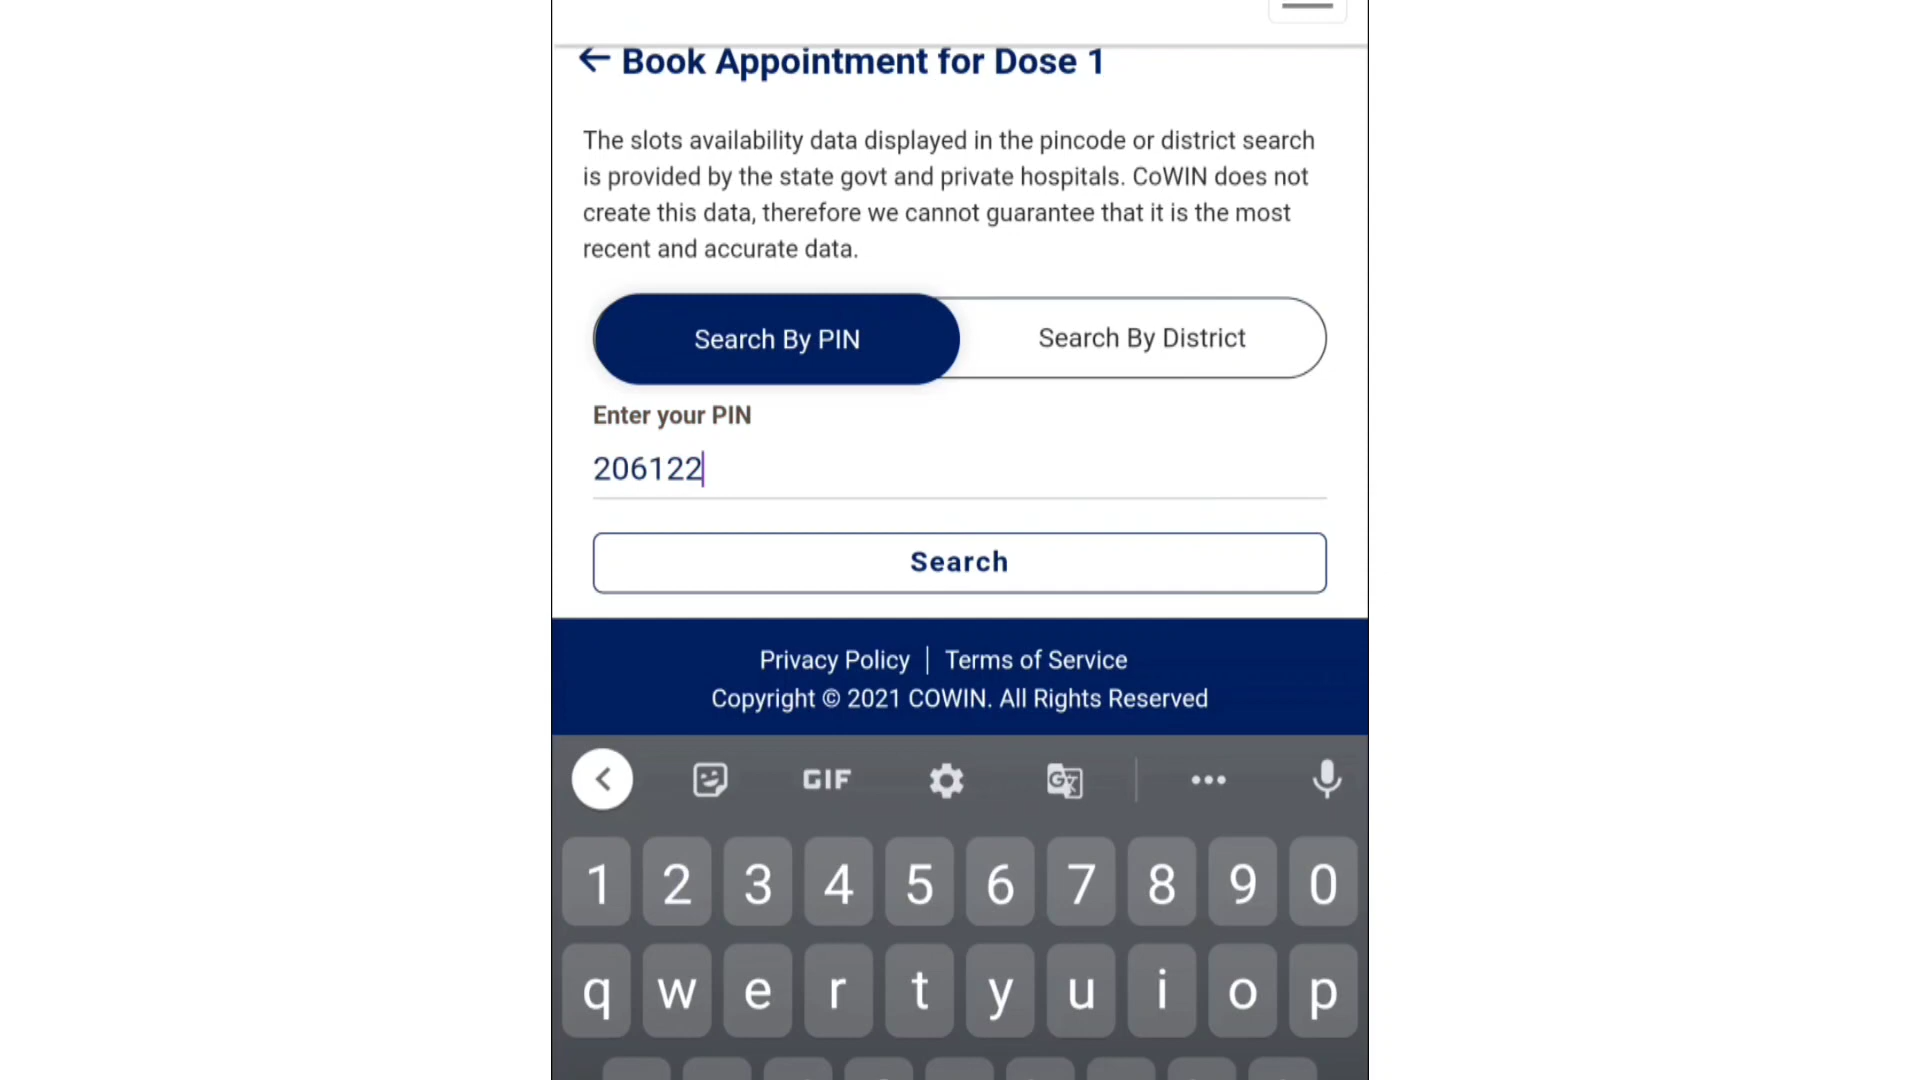 Book Appointment for Dose 1
The slots availability data displayed in the pincode or district search
is provided by the state govt and private hospitals. CoWIN does not
create this data, therefore we cannot guarantee that it is the most
recent and accurate data.
Search By PIN Search By District
Enter your PIN
206122
Search
Privacy Policy | Terms of Service
Copyright © 2021 COWIN. All Rights Reserved
GIF
1 2 3 4 5 6 7 8 9 0
q w e r t y u i o p